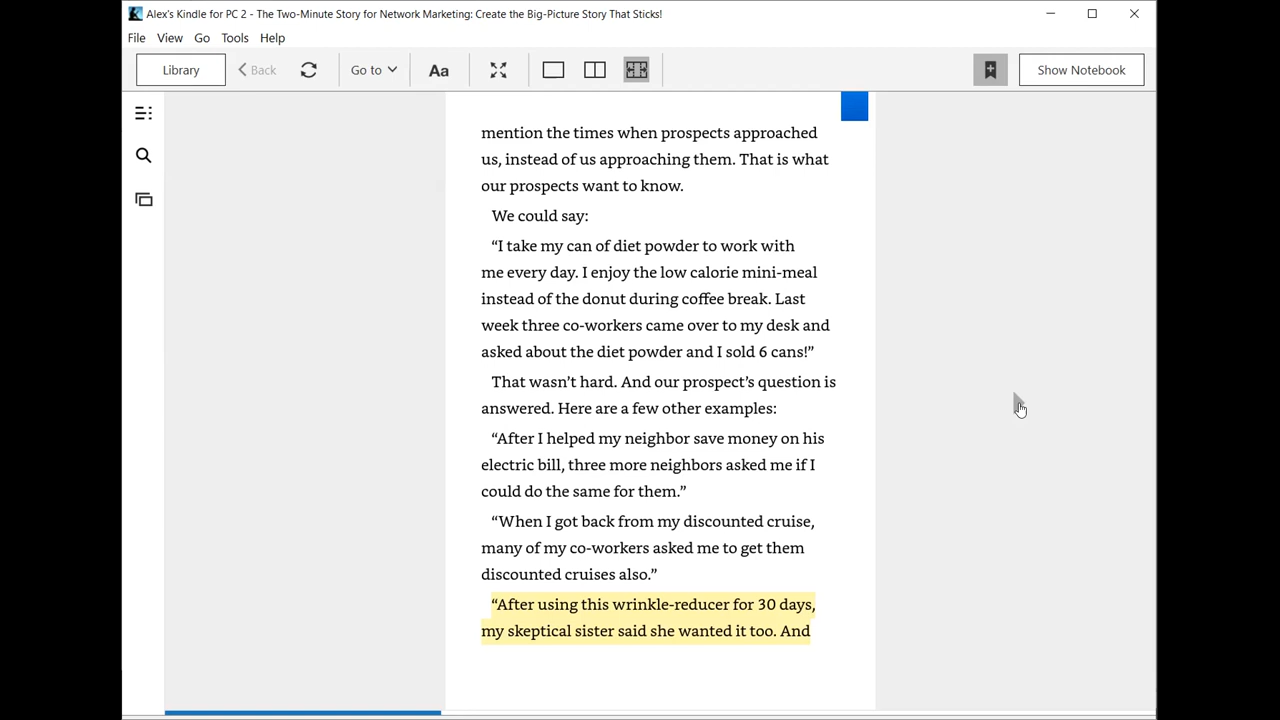 Alex's Kindle for PC 2 - The Two-Minute Story for Network Marketing: Create the Big-Picture Story That Sticks!
File View Go Tools Help
Library Back Go to Aa Show Notebook
mention the times when prospects approached
us, instead of us approaching them. That is what
our prospects want to know.
We could say:
“I take my can of diet powder to work with
me every day. I enjoy the low calorie mini-meal
instead of the donut during coffee break. Last
week three co-workers came over to my desk and
asked about the diet powder and I sold 6 cans!”
That wasn’t hard. And our prospect’s question is
answered. Here are a few other examples:
“After I helped my neighbor save money on his
electric bill, three more neighbors asked me if I
could do the same for them.”
“When I got back from my discounted cruise,
many of my co-workers asked me to get them
discounted cruises also.”
“After using this wrinkle-reducer for 30 days,
my skeptical sister said she wanted it too. And